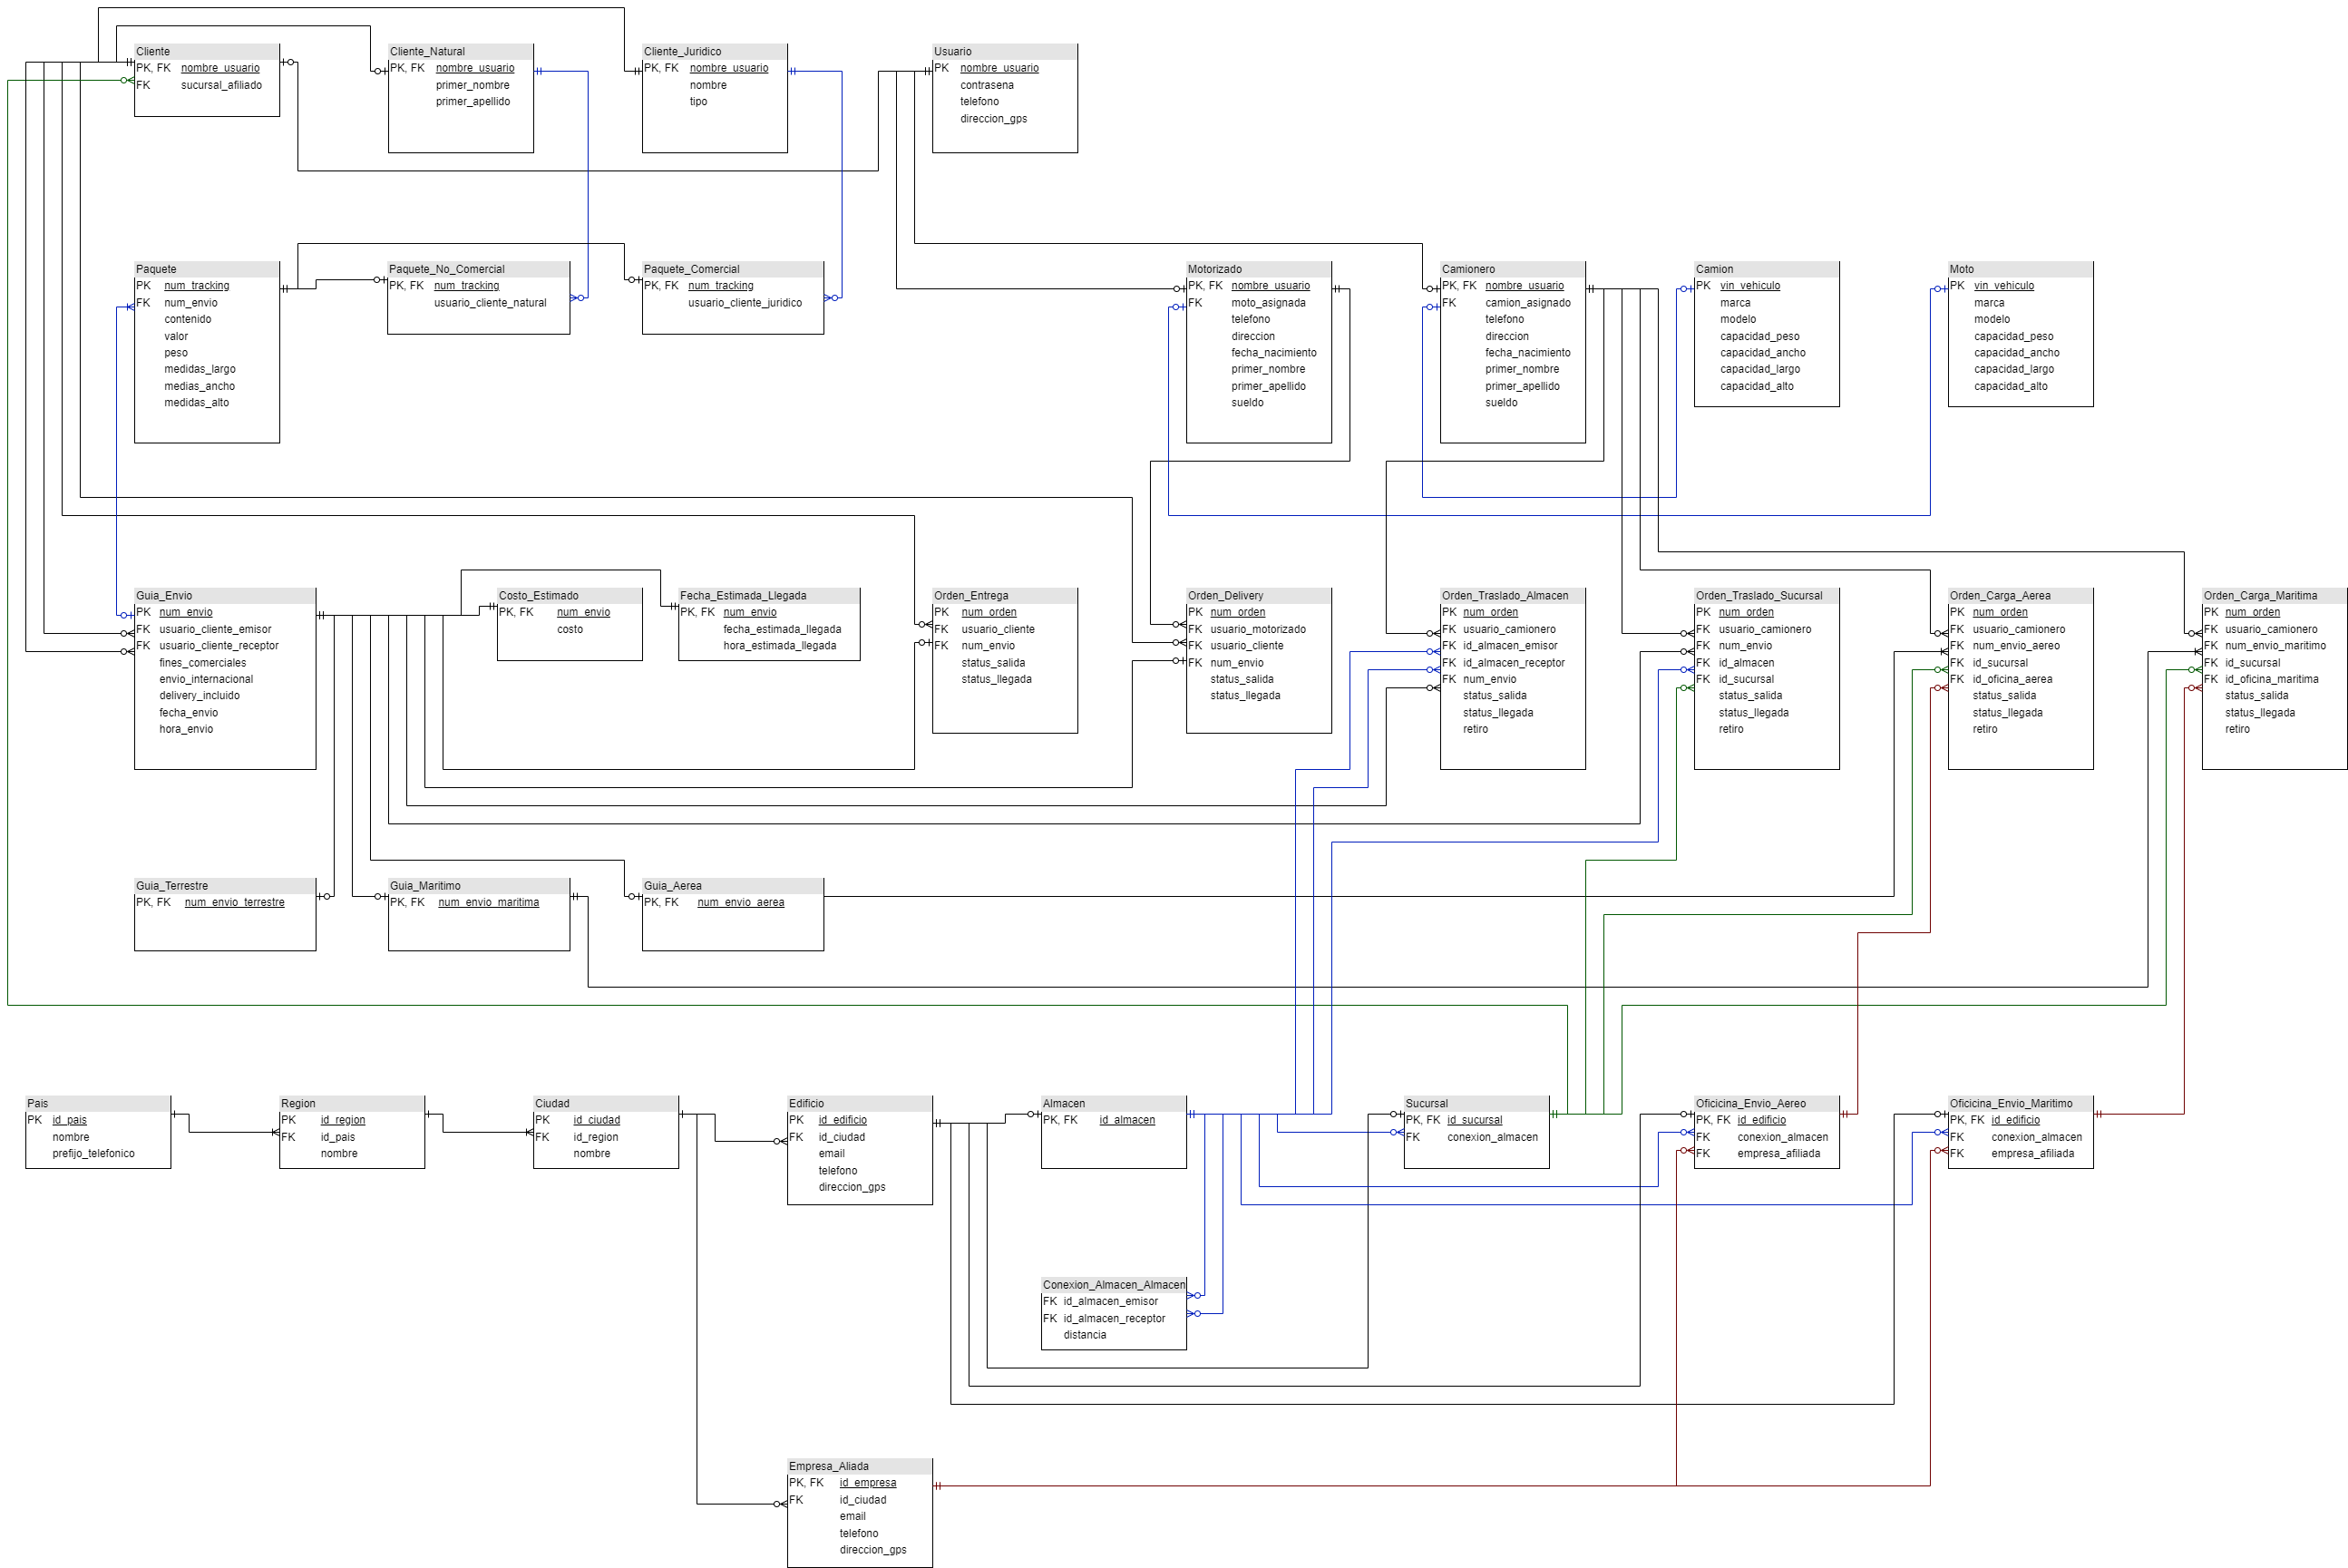 Cliente
PK, FK nombre_usuario
FK sucursal_afiliado
Cliente_Natural
PK, FK nombre_usuario
primer_nombre
primer_apellido
Cliente_Juridico
PK, FK nombre_usuario
nombre
tipo
Usuario
PK nombre_usuario
contrasena
telefono
direccion_gps
Paquete
PK num_tracking
FK num_envio
contenido
valor
peso
medidas_largo
medias_ancho
medidas_alto
Paquete_No_Comercial
PK, FK num_tracking
usuario_cliente_natural
Paquete_Comercial
PK, FK num_tracking
usuario_cliente_juridico
Motorizado
PK, FK nombre_usuario
FK moto_asignada
telefono
direccion
fecha_nacimiento
primer_nombre
primer_apellido
sueldo
Camionero
PK, FK nombre_usuario
FK camion_asignado
telefono
direccion
fecha_nacimiento
primer_nombre
primer_apellido
sueldo
Camion
PK vin_vehiculo
marca
modelo
capacidad_peso
capacidad_ancho
capacidad_largo
capacidad_alto
Moto
PK vin_vehiculo
marca
modelo
capacidad_peso
capacidad_ancho
capacidad_largo
capacidad_alto
Guia_Envio
PK num_envio
FK usuario_cliente_emisor
FK usuario_cliente_receptor
fines_comerciales
envio_internacional
delivery_incluido
fecha_envio
hora_envio
Costo_Estimado
PK, FK num_envio
costo
Fecha_Estimada_Llegada
PK, FK num_envio
fecha_estimada_llegada
hora_estimada_llegada
Orden_Entrega
PK num_orden
FK usuario_cliente
FK num_envio
status_salida
status_llegada
Orden_Delivery
PK num_orden
FK usuario_motorizado
FK usuario_cliente
FK num_envio
status_salida
status_llegada
Orden_Traslado_Almacen
PK num_orden
FK usuario_camionero
FK id_almacen_emisor
FK id_almacen_receptor
FK num_envio
status_salida
status_llegada
retiro
Orden_Traslado_Sucursal
PK num_orden
FK usuario_camionero
FK num_envio
FK id_almacen
FK id_sucursal
status_salida
status_llegada
retiro
Orden_Carga_Aerea
PK num_orden
FK usuario_camionero
FK num_envio_aereo
FK id_sucursal
FK id_oficina_aerea
status_salida
status_llegada
retiro
Orden_Carga_Maritima
PK num_orden
FK usuario_camionero
FK num_envio_maritimo
FK id_sucursal
FK id_oficina_maritima
status_salida
status_llegada
retiro
Guia_Terrestre
PK, FK num_envio_terrestre
Guia_Maritimo
PK, FK num_envio_maritima
Guia_Aerea
PK, FK num_envio_aerea
Pais
PK id_pais
nombre
prefijo_telefonico
Region
PK id_region
FK id_pais
nombre
Ciudad
PK id_ciudad
FK id_region
nombre
Edificio
PK id_edificio
FK id_ciudad
email
telefono
direccion_gps
Almacen
PK, FK id_almacen
Sucursal
PK, FK id_sucursal
FK conexion_almacen
Oficicina_Envio_Aereo
PK, FK id_edificio
FK conexion_almacen
FK empresa_afiliada
Oficicina_Envio_Maritimo
PK, FK id_edificio
FK conexion_almacen
FK empresa_afiliada
Conexion_Almacen_Almacen
FK id_almacen_emisor
FK id_almacen_receptor
distancia
Empresa_Aliada
PK, FK id_empresa
FK id_ciudad
email
telefono
direccion_gps